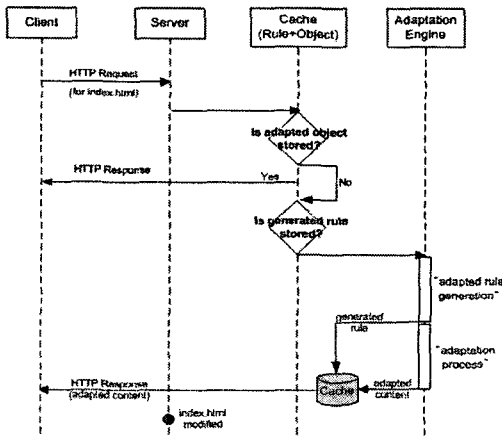 Client
Server
Cache
(Rule+Object)
Adaptation
Engine
HTTP Request
(for index.html)
Is adapted object
stored?
HTTP Response
Yes
No
Is generated rule
stored?
"adapted rule
generation"
generated
rule
"adaptation
process"
HTTP Response
(adapted content)
Cache
adapted
content
index.html
modified